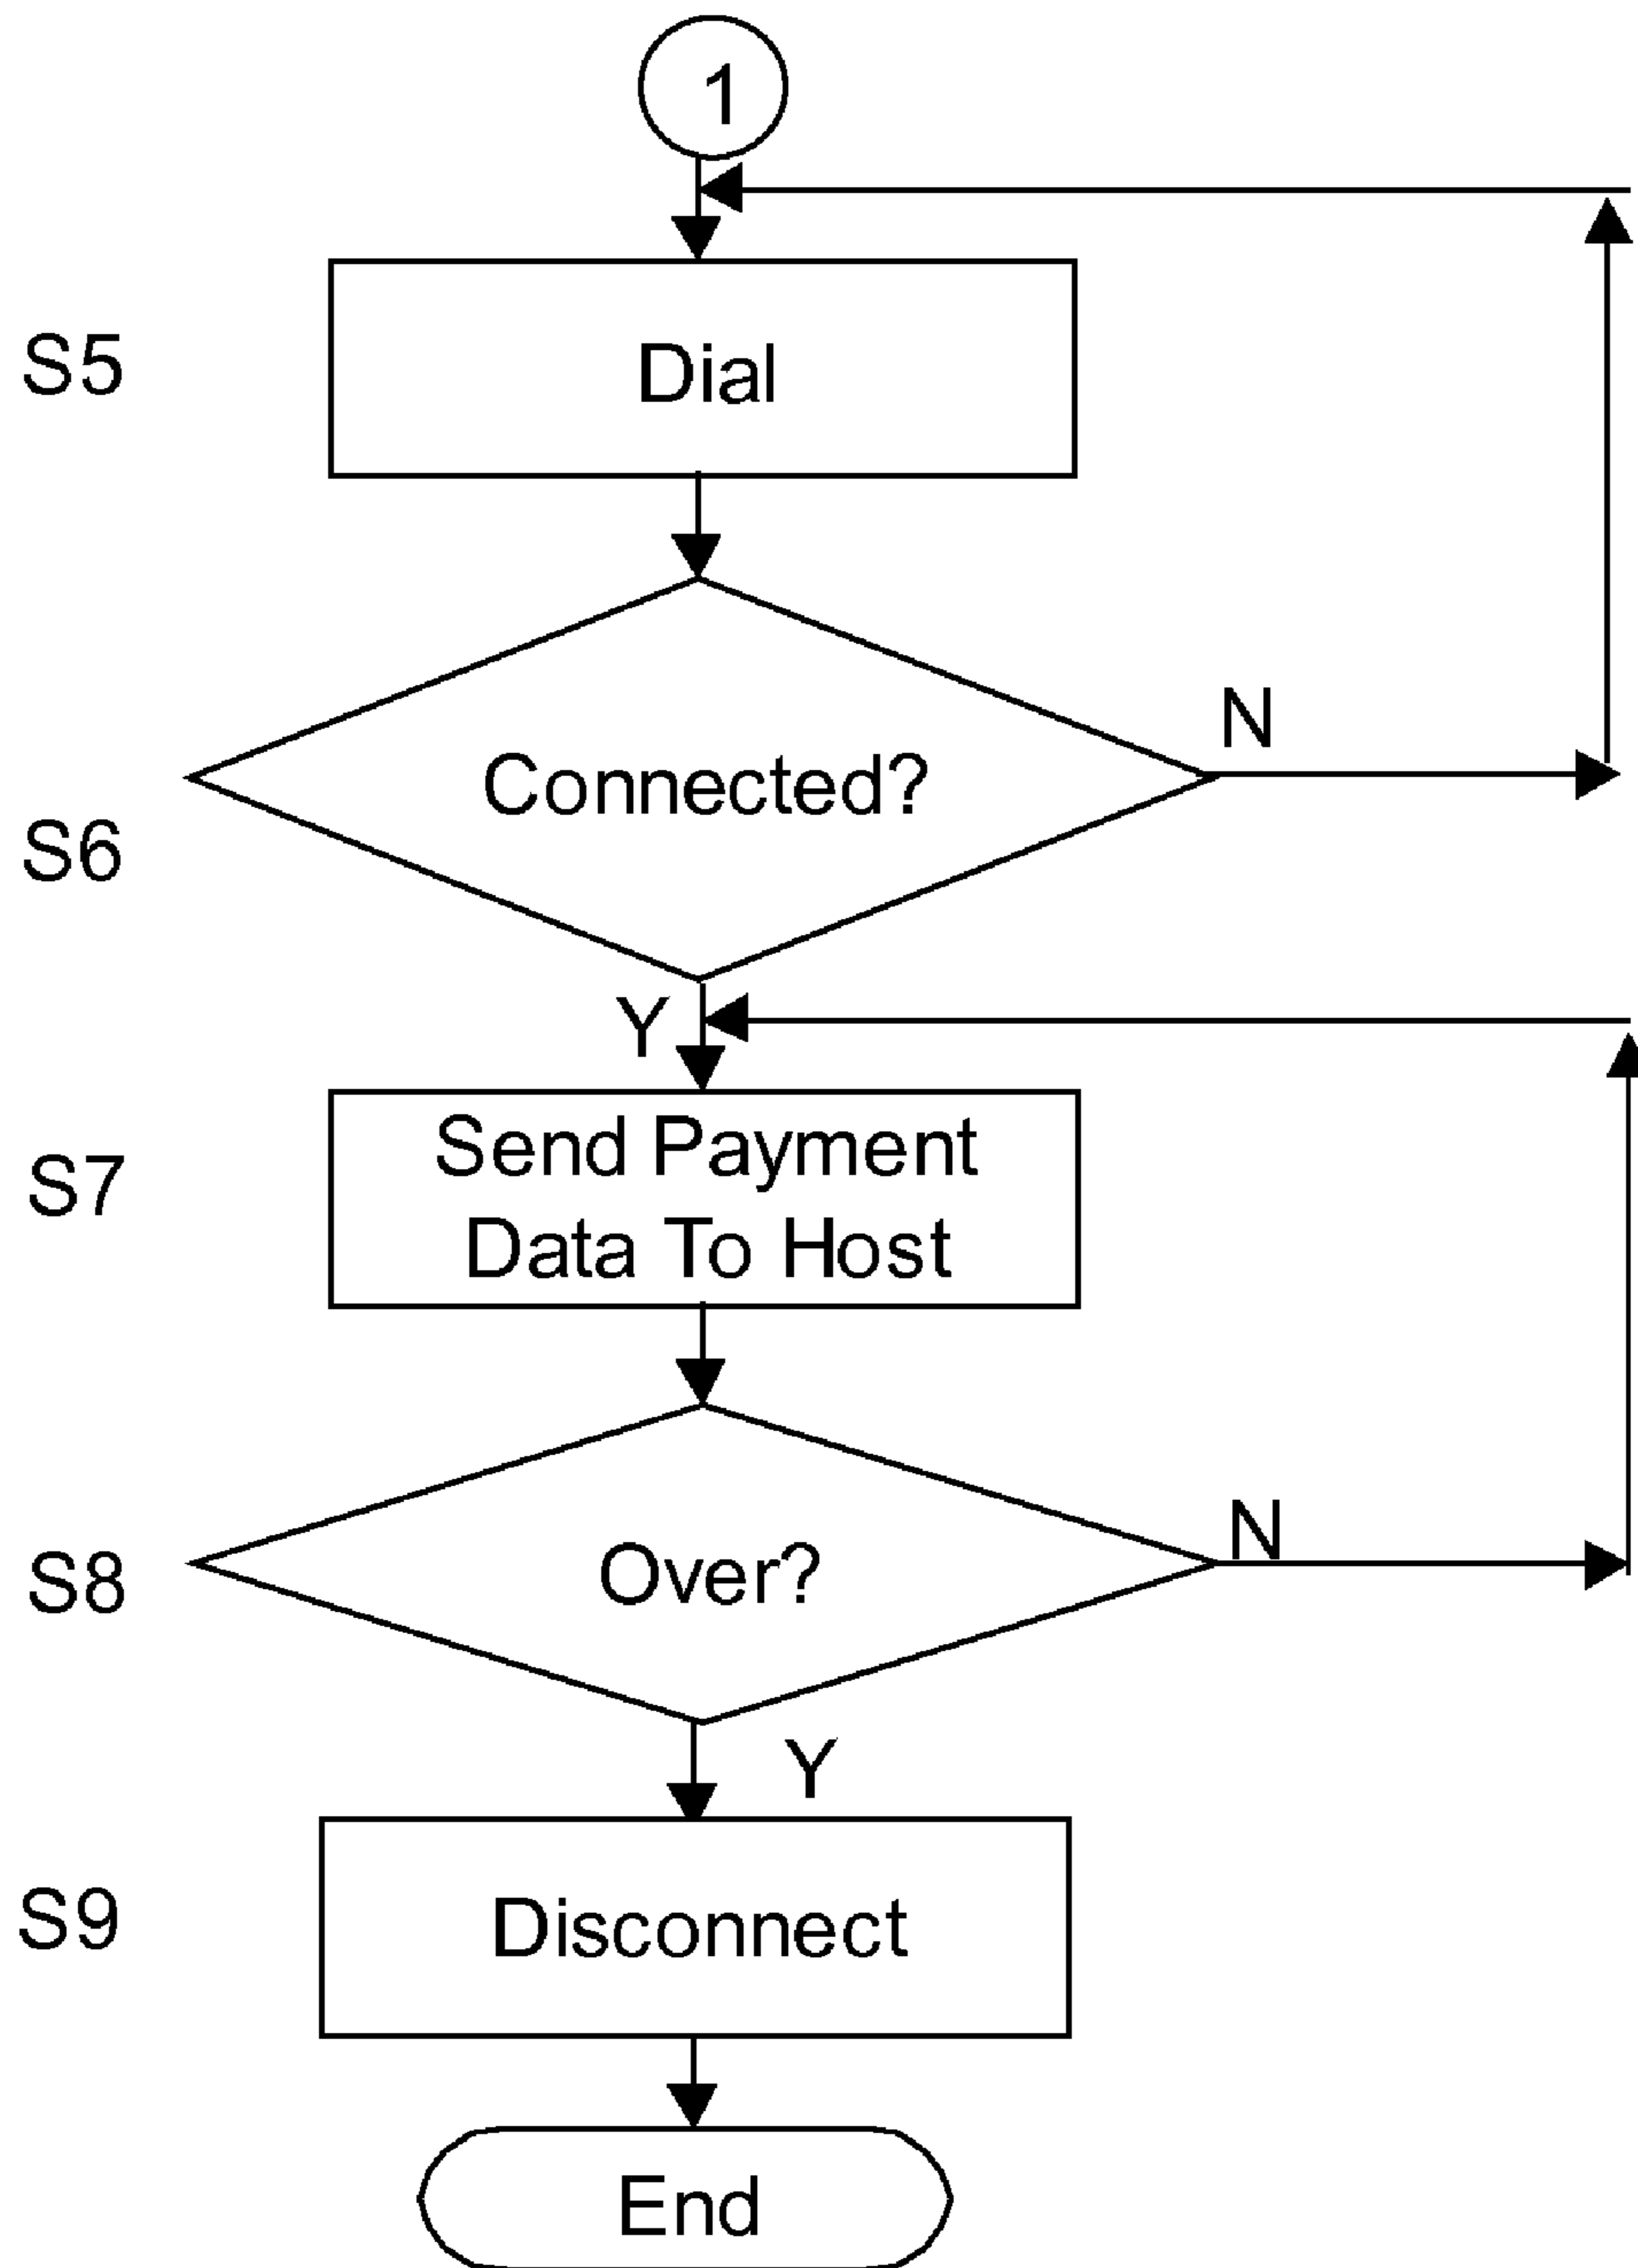 1
S5
Dial
N
Connected?
S6
Y
Send Payment
Data To Host
S7
N
Over?
S8
Y
Disconnect
S9
End